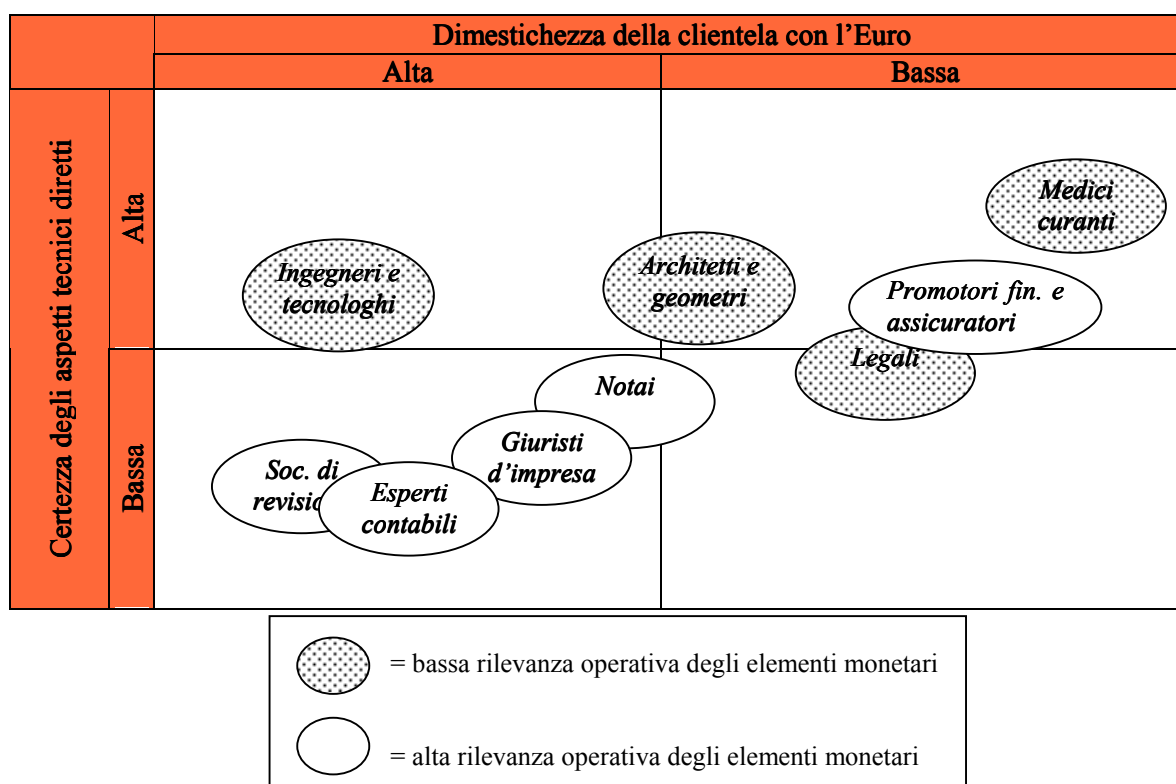 Dimestichezza della clientela con l'Euro
Alta
Bassa
Certezza degli aspetti tecnici diretti
Alta
Bassa
Medici
curanti
Ingegneri e
tecnologhi
Architetti e
geometri
Promotori fin. e
assicuratori
Legali
Notai
Giuristi
d'impresa
Soc. di
revisio
Esperti
contabili
= bassa rilevanza operativa degli elementi monetari
= alta rilevanza operativa degli elementi monetari